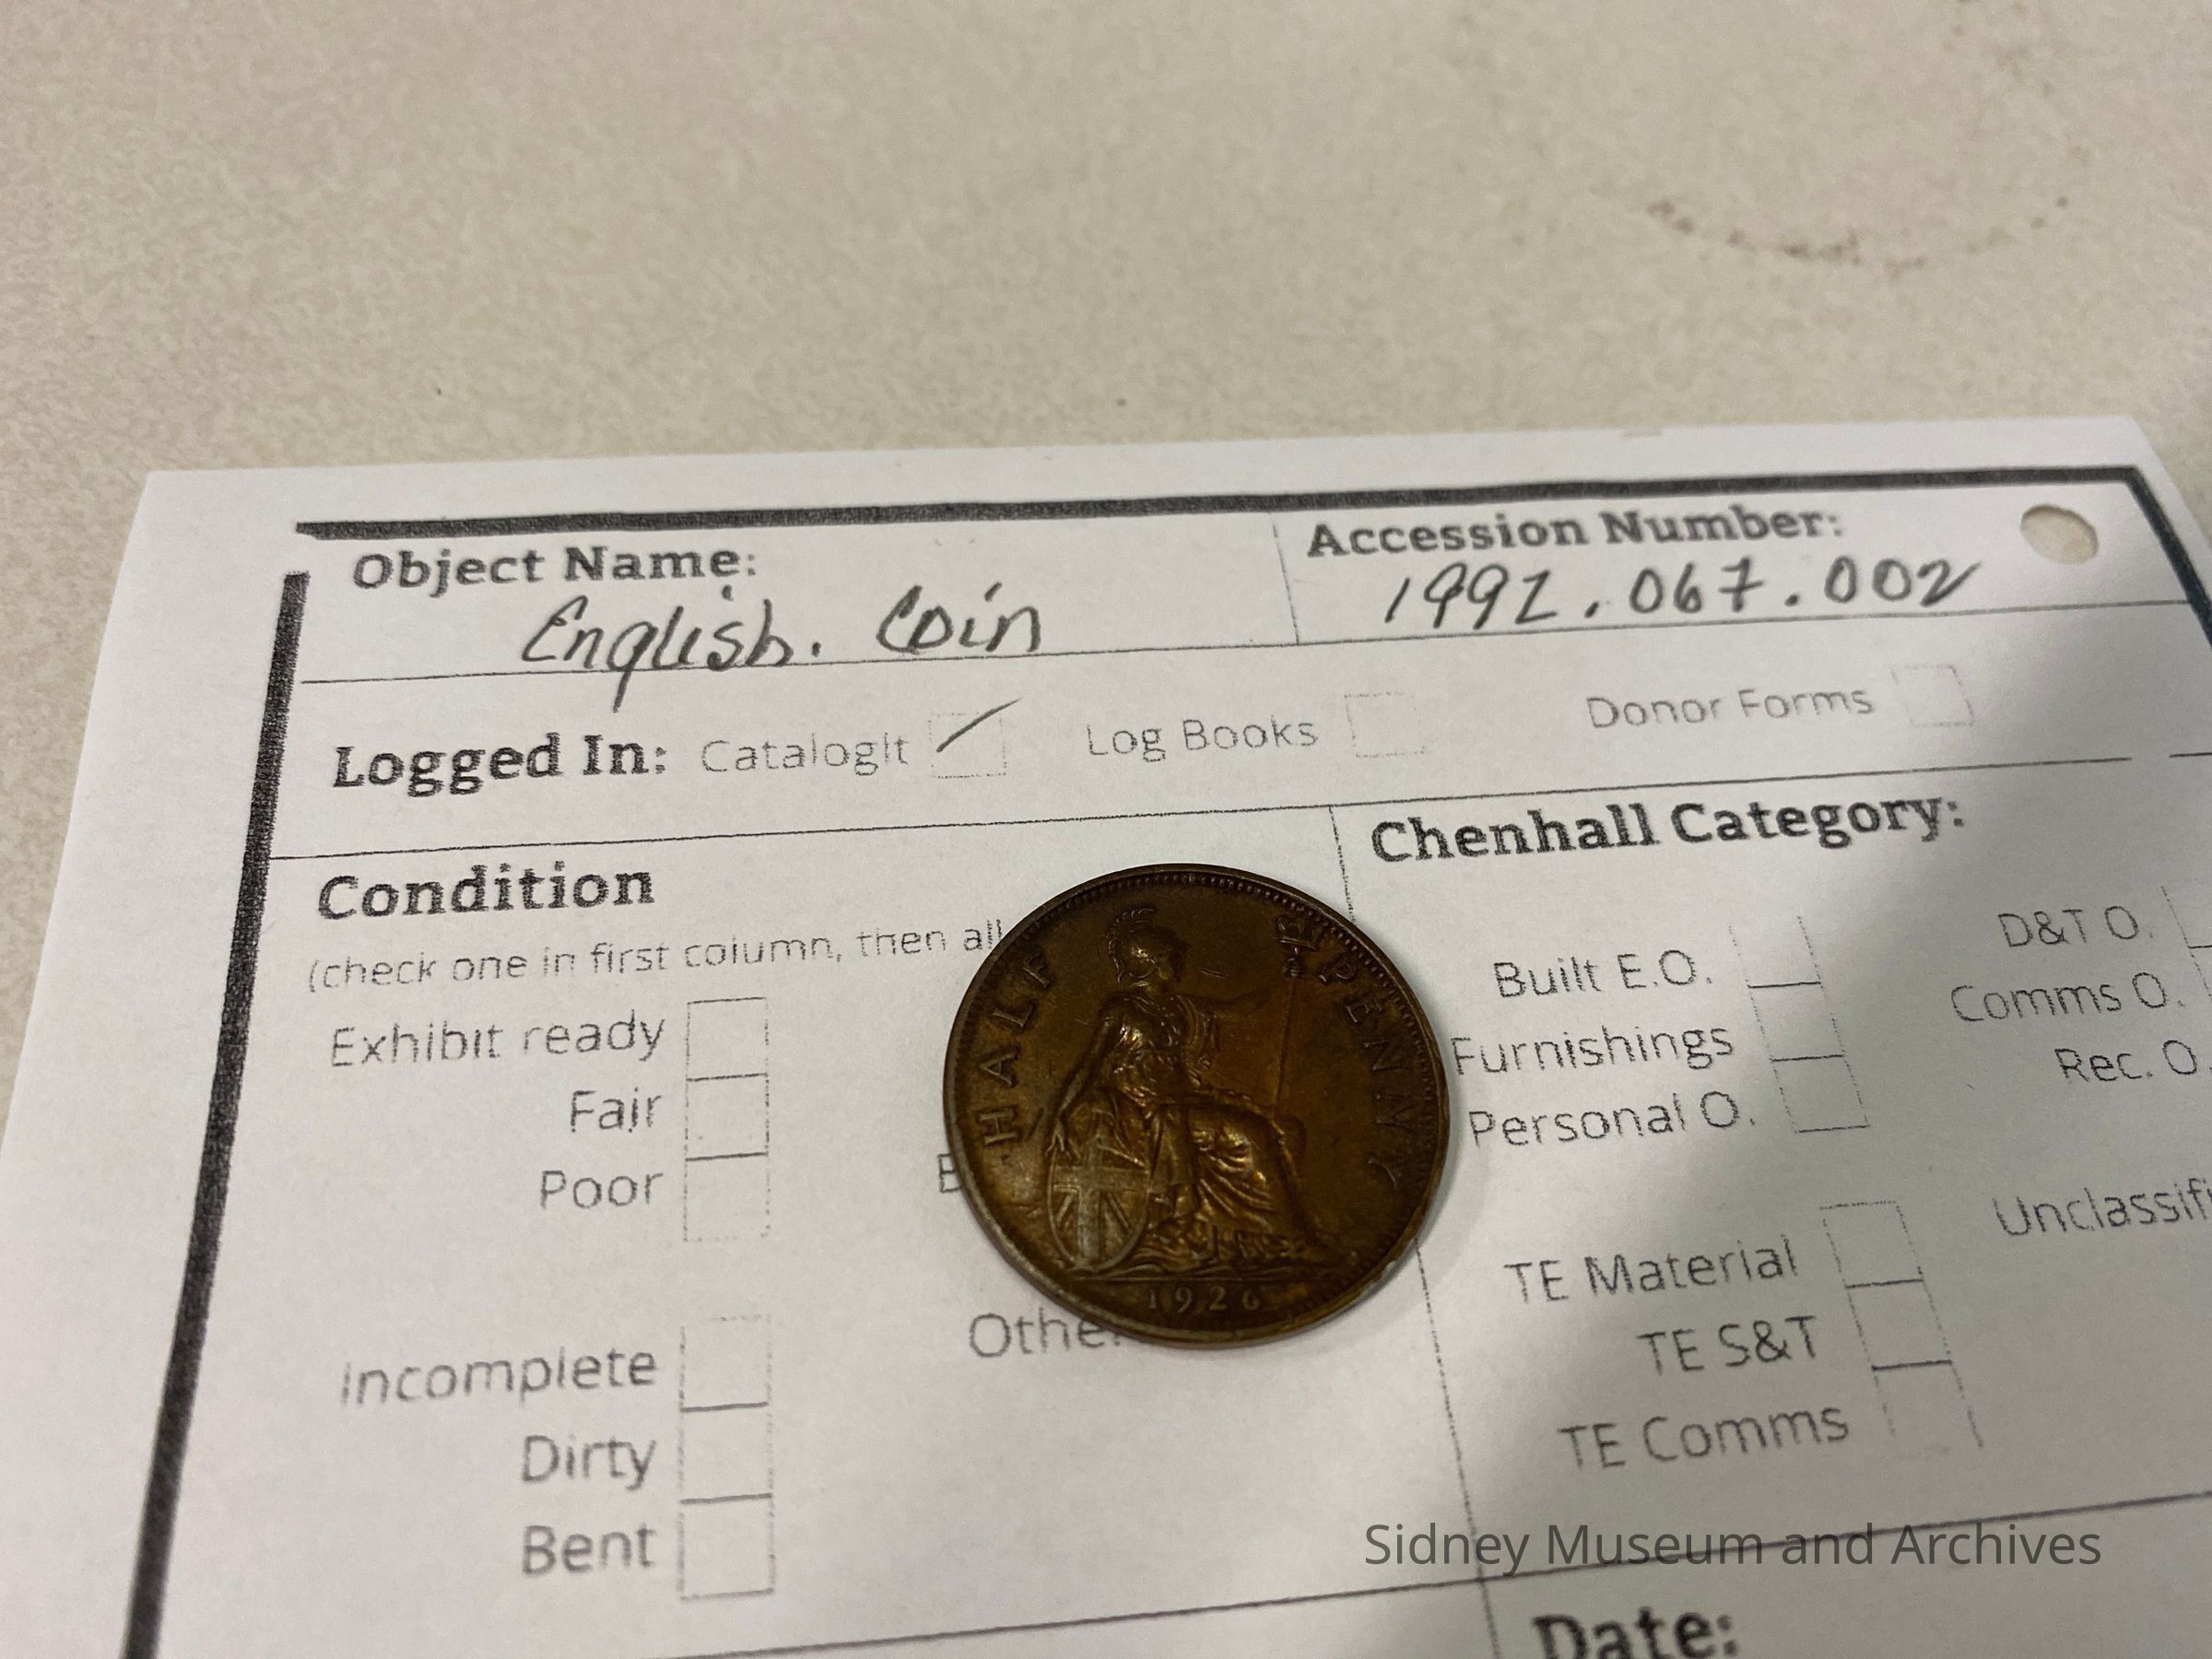 Object Name:
English. Coin
Accession Number:
1992.067.002
Logged In: CatalogIt
Log Books
Donor Forms
Condition
(check one in first column, then all
Exhibit ready
Fair
Poor
Incomplete
Dirty
Bent
Othe
HALF PENNY
1926
Chenhall Category:
Built E.O.
Furnishings
Personal O.
D&T O.
Comms O.
Rec. O.
TE Material
TE S&T
TE Comms
Unclassifi
Sidney Museum and Archives
Date: